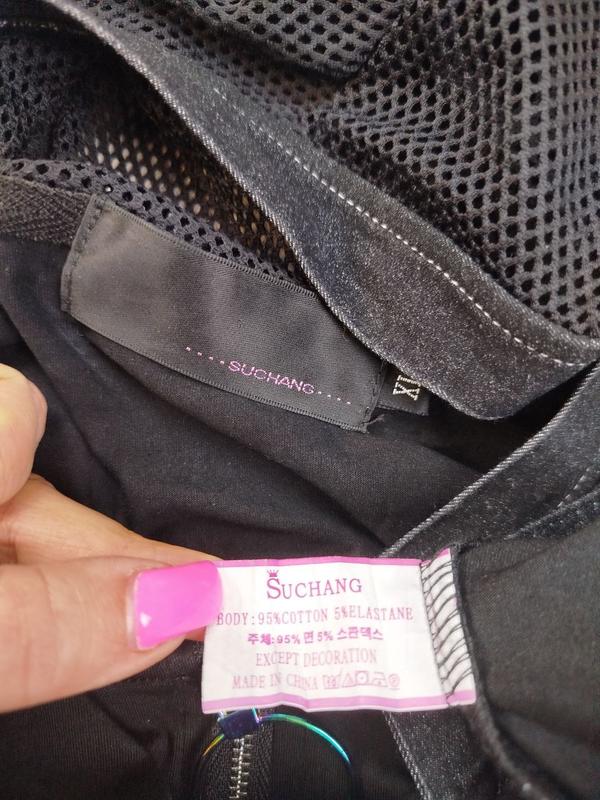 ....SUCHANG....
SUCHANG
BODY:95%COTTON 5%ELASTANE
주체:95% 면 5% 스판덱스
EXCEPT DECORATION
MADE IN CHINA